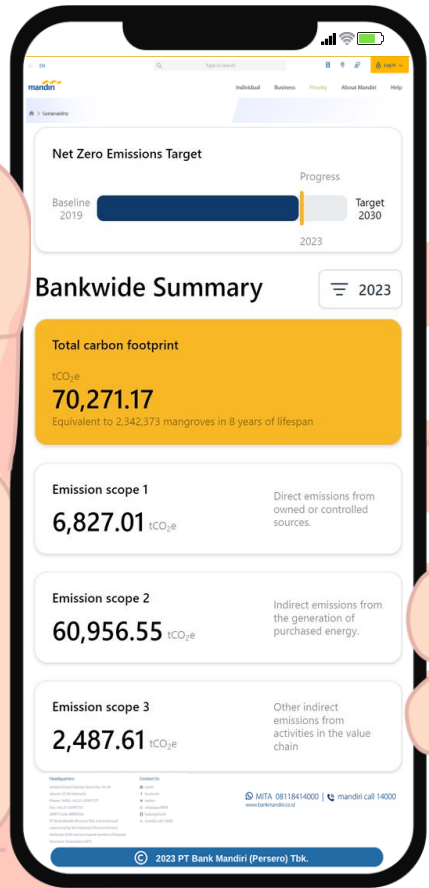 EN
Type to search
Login
mandiri
Individual Business Priority About Mandiri Help
Sustainability
Net Zero Emissions Target
Progress
Baseline
2019
Target
2030
2023
Bankwide Summary
2023
Total carbon footprint
tCO₂e
70,271.17
Equivalent to 2,342,373 mangroves in 8 years of lifespan
Emission scope 1
6,827.01 tCO₂e
Direct emissions from
owned or controlled
sources.
Emission scope 2
60,956.55 tCO₂e
Indirect emissions from
the generation of
purchased energy.
Emission scope 3
2,487.61 tCO₂e
Other indirect
emissions from
activities in the value
chain
Headquarters
Contact Us
MITA 08118414000 | mandiri call 14000
www.bankmandiri.co.id
© 2023 PT Bank Mandiri (Persero) Tbk.